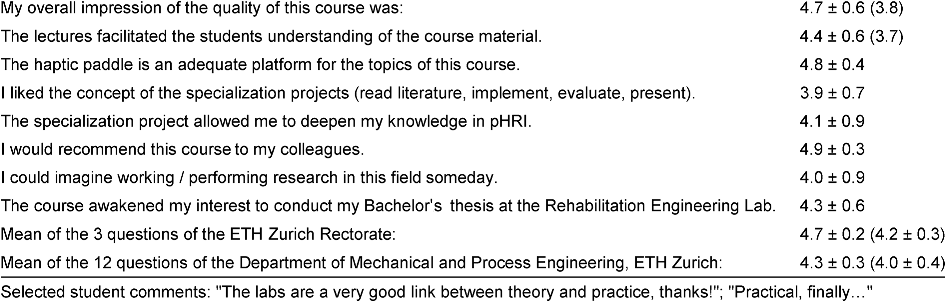 My overall impression of the quality of this course was: 4.7 ± 0.6 (3.8)
The lectures facilitated the students understanding of the course material. 4.4 ± 0.6 (3.7)
The haptic paddle is an adequate platform for the topics of this course. 4.8 ± 0.4
I liked the concept of the specialization projects (read literature, implement, evaluate, present). 3.9 ± 0.7
The specialization project allowed me to deepen my knowledge in pHRI. 4.1 ± 0.9
I would recommend this course to my colleagues. 4.9 ± 0.3
I could imagine working / performing research in this field someday. 4.0 ± 0.9
The course awakened my interest to conduct my Bachelor's thesis at the Rehabilitation Engineering Lab. 4.3 ± 0.6
Mean of the 3 questions of the ETH Zurich Rectorate: 4.7 ± 0.2 (4.2 ± 0.3)
Mean of the 12 questions of the Department of Mechanical and Process Engineering, ETH Zurich: 4.3 ± 0.3 (4.0 ± 0.4)
Selected student comments: "The labs are a very good link between theory and practice, thanks!"; "Practical, finally…"